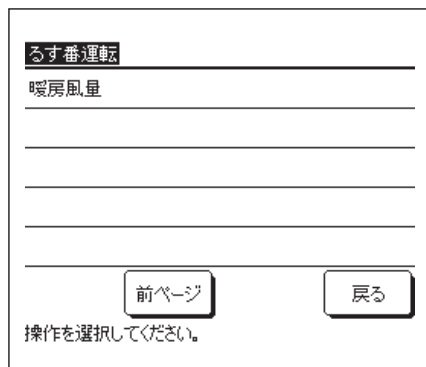 るす番運転
暖房風量
前ページ 戻る
操作を選択してください。